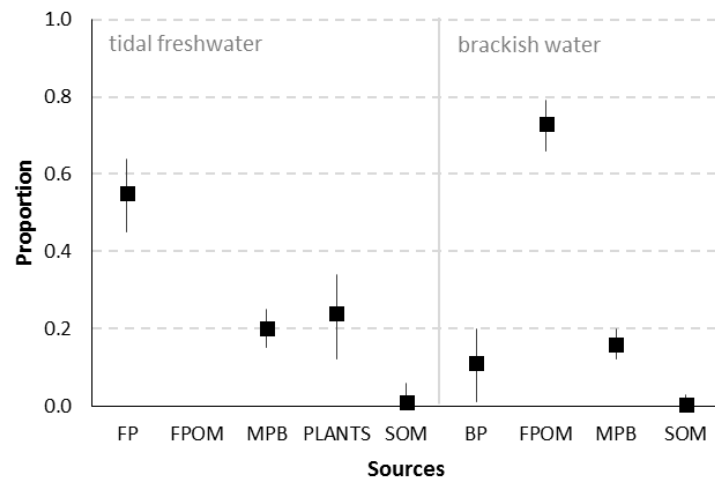 1.0
tidal freshwater
brackish water
0.8
0.6
0.4
0.2
0.0
Proportion
FP FPOM MPB PLANTS SOM BP FPOM MPB SOM
Sources